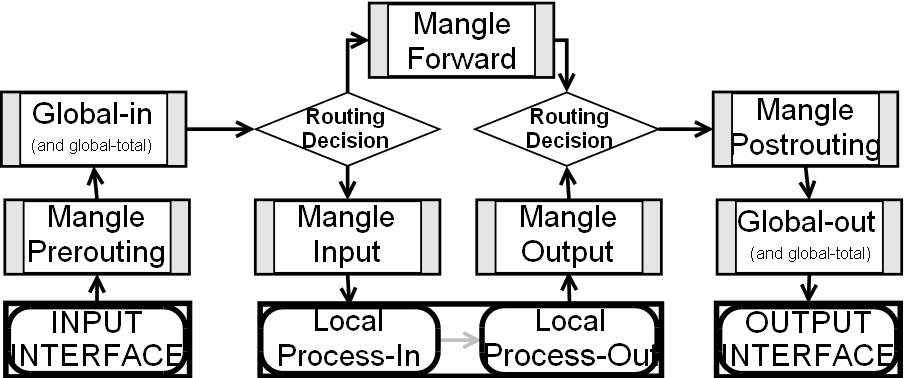 Mangle
Forward
Global-in
(and global-total)
Routing
Decision
Routing
Decision
Mangle
Postrouting
Mangle
Prerouting
Mangle
Input
Mangle
Output
Global-out
(and global-total)
INPUT
INTERFACE
Local
Process-In
Local
Process-Out
OUTPUT
INTERFACE